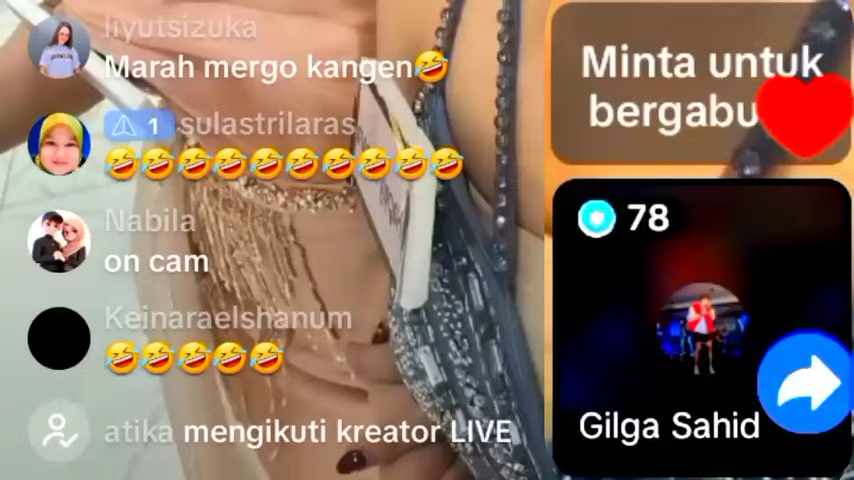 liyutsizuka
Marah mergo kangen🤣
1 sulastrilaras
🤣🤣🤣🤣🤣🤣🤣🤣🤣🤣
Nabila
on cam
Keinaraelshanum
🤣🤣🤣🤣🤣
atika mengikuti kreator LIVE
Minta untuk
bergabu
78
Gilga Sahid